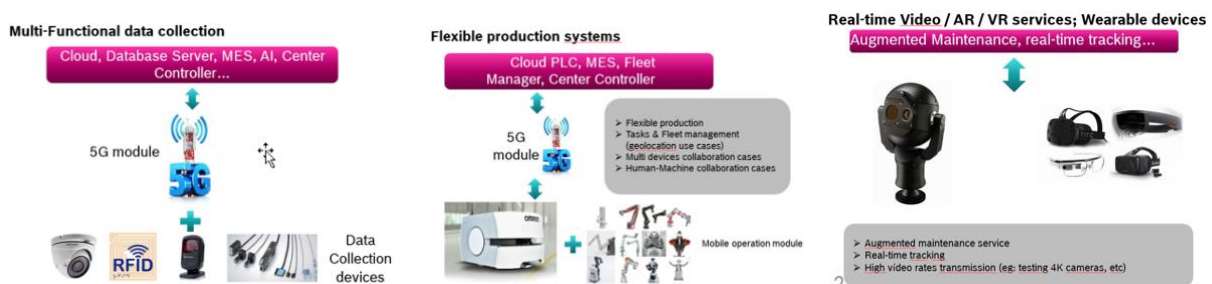 Multi-Functional data collection
Cloud, Database Server, MES, AI, Center
Controller...
5G module
5G
RFID
Data
Collection
devices
Flexible production systems
Cloud PLC, MES, Fleet
Manager, Center Controller
5G
module
5G
➤ Flexible production
➤ Tasks & Fleet management
(geolocation use cases)
➤ Multi devices collaboration cases
➤ Human-Machine collaboration cases
Mobile operation module
Real-time Video / AR / VR services; Wearable devices
Augmented Maintenance, real-time tracking...
➤ Augmented maintenance service
➤ Real-time tracking
➤ High video rates transmission (eg: testing 4K cameras, etc)